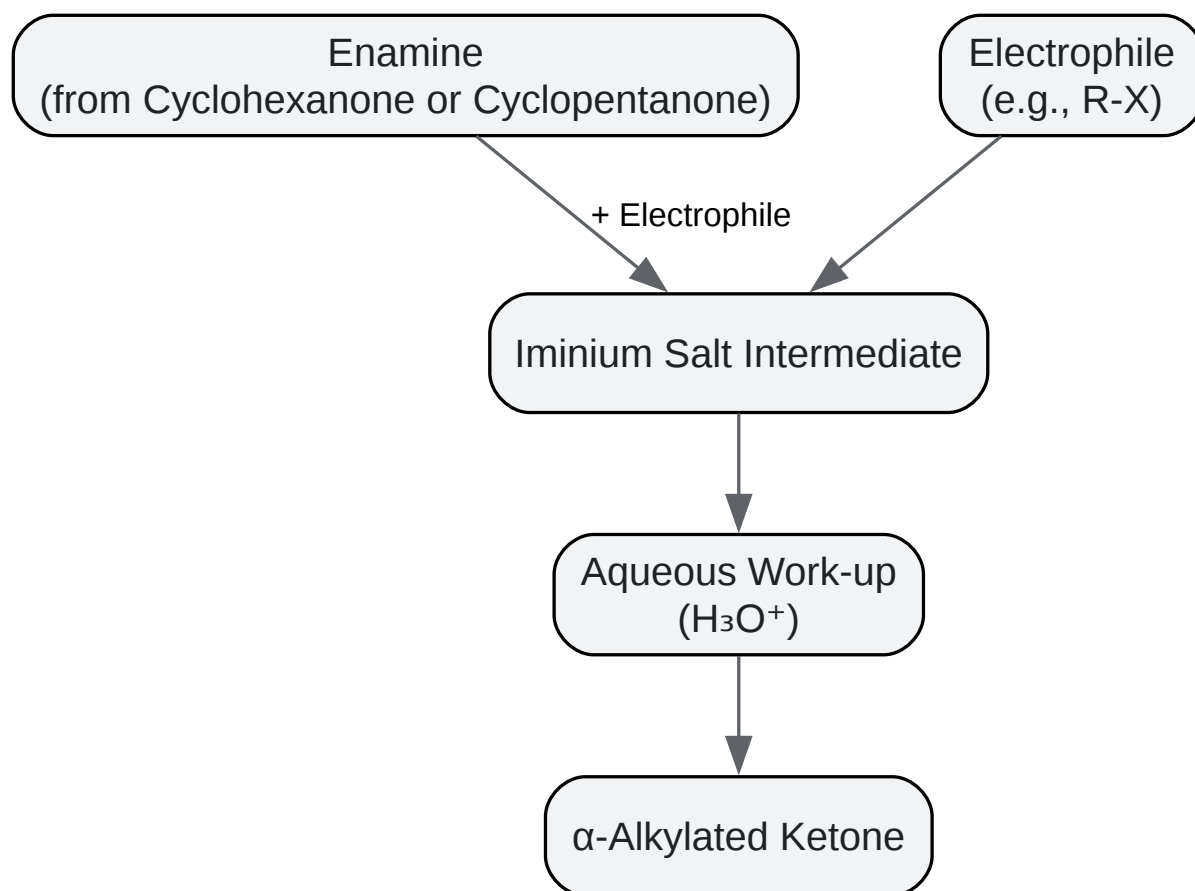 Enamine
(from Cyclohexanone or Cyclopentanone)
Electrophile
(e.g., R-X)
+ Electrophile
Iminium Salt Intermediate
Aqueous Work-up
(H₃O⁺)
α-Alkylated Ketone